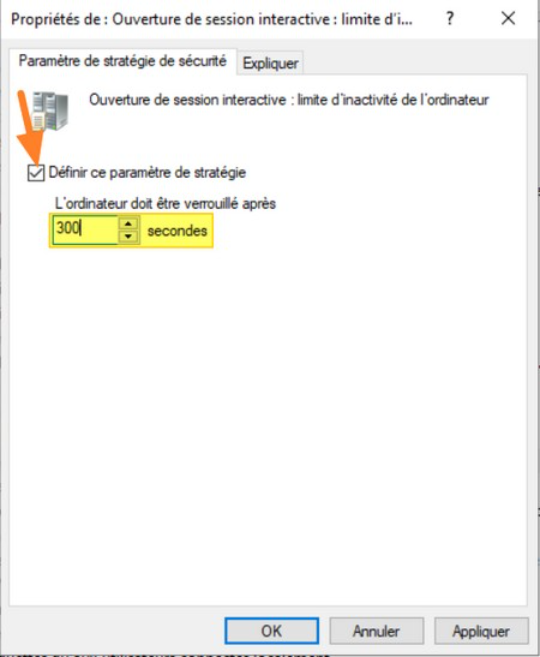 Propriétés de : Ouverture de session interactive : limite d'i...
?
Paramètre de stratégie de sécurité
Expliquer
Ouverture de session interactive : limite d'inactivité de l'ordinateur
Définir ce paramètre de stratégie
L'ordinateur doit être verrouillé après
300 secondes
OK
Annuler
Appliquer